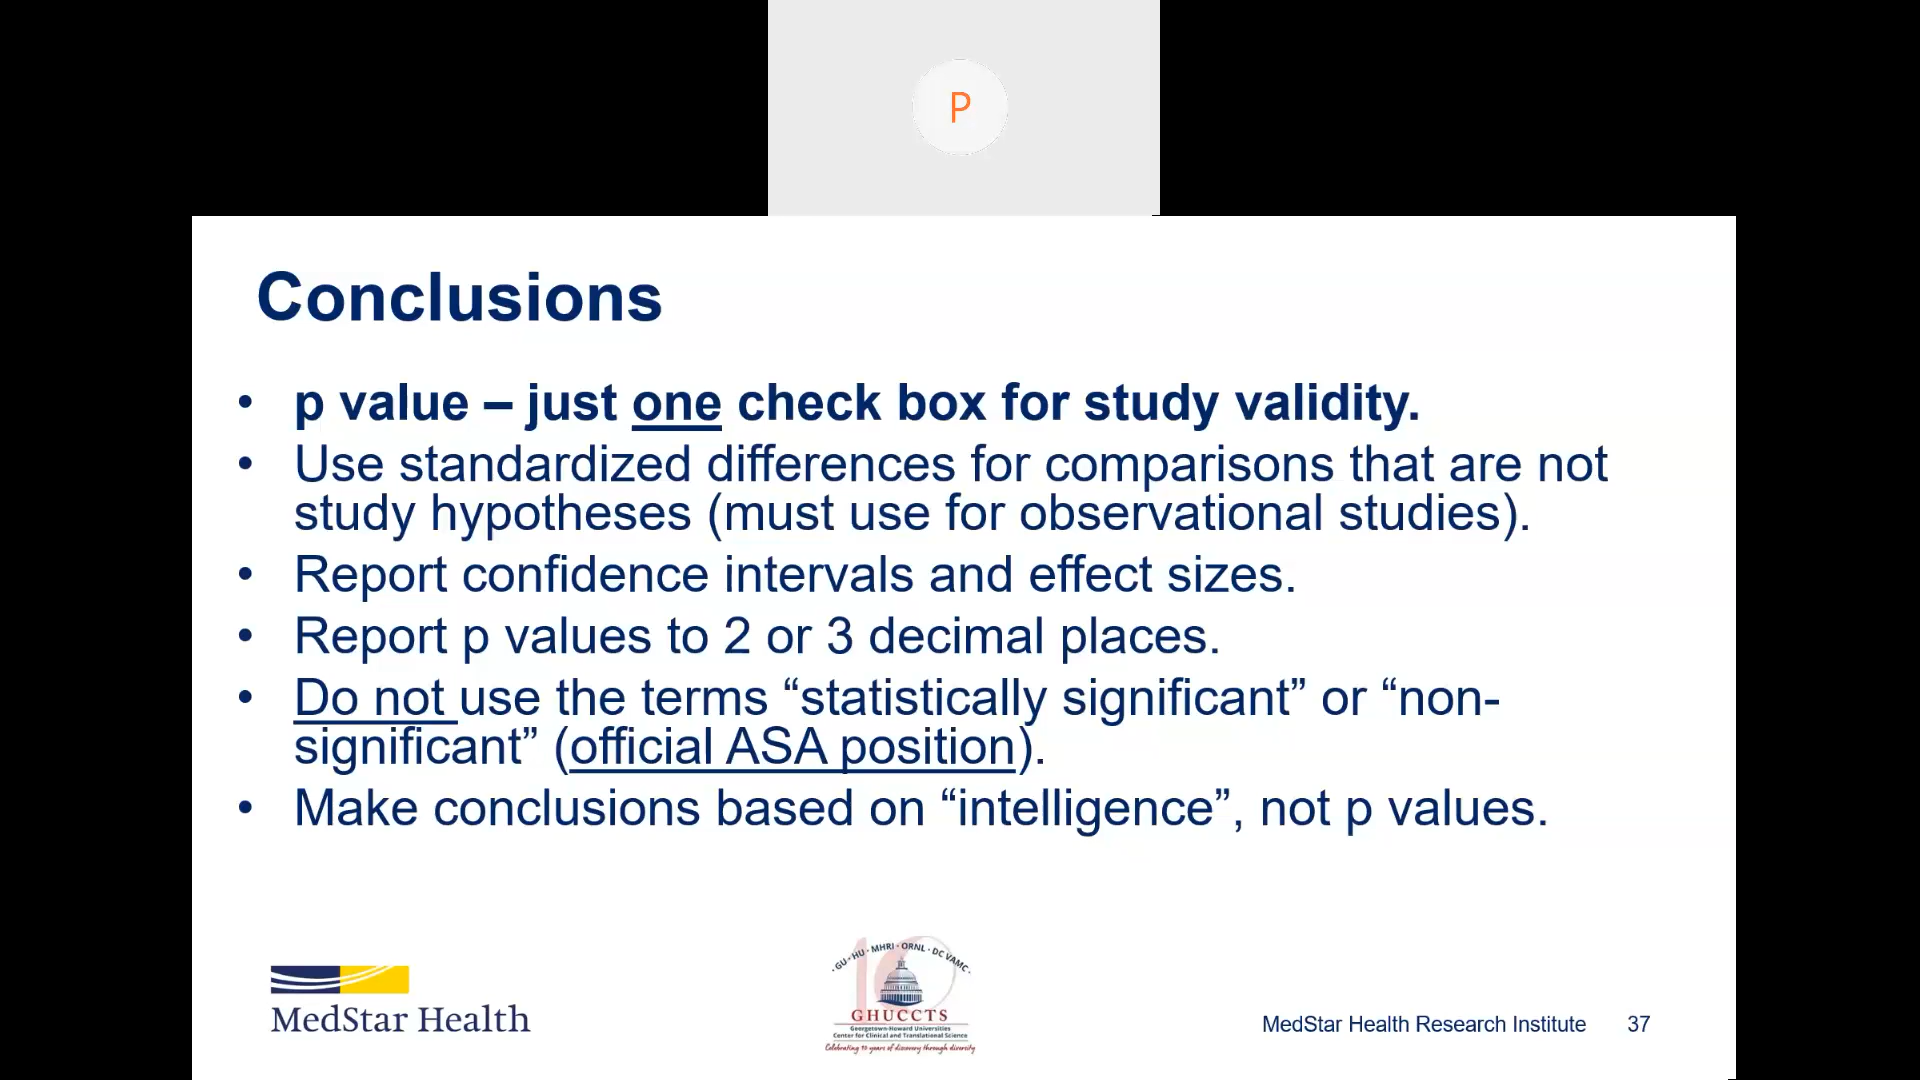 P
Conclusions
• p value – just one check box for study validity.
• Use standardized differences for comparisons that are not
study hypotheses (must use for observational studies).
• Report confidence intervals and effect sizes.
• Report p values to 2 or 3 decimal places.
• Do not use the terms “statistically significant” or “non-
significant” (official ASA position).
• Make conclusions based on “intelligence”, not p values.
MedStar Health
· GU · HU · MHRI · ORNL · DC VAMC ·
10
GHUCCTS
Georgetown-Howard Universities
Center for Clinical and Translational Science
Celebrating 10 years of discovery through diversity
MedStar Health Research Institute 37